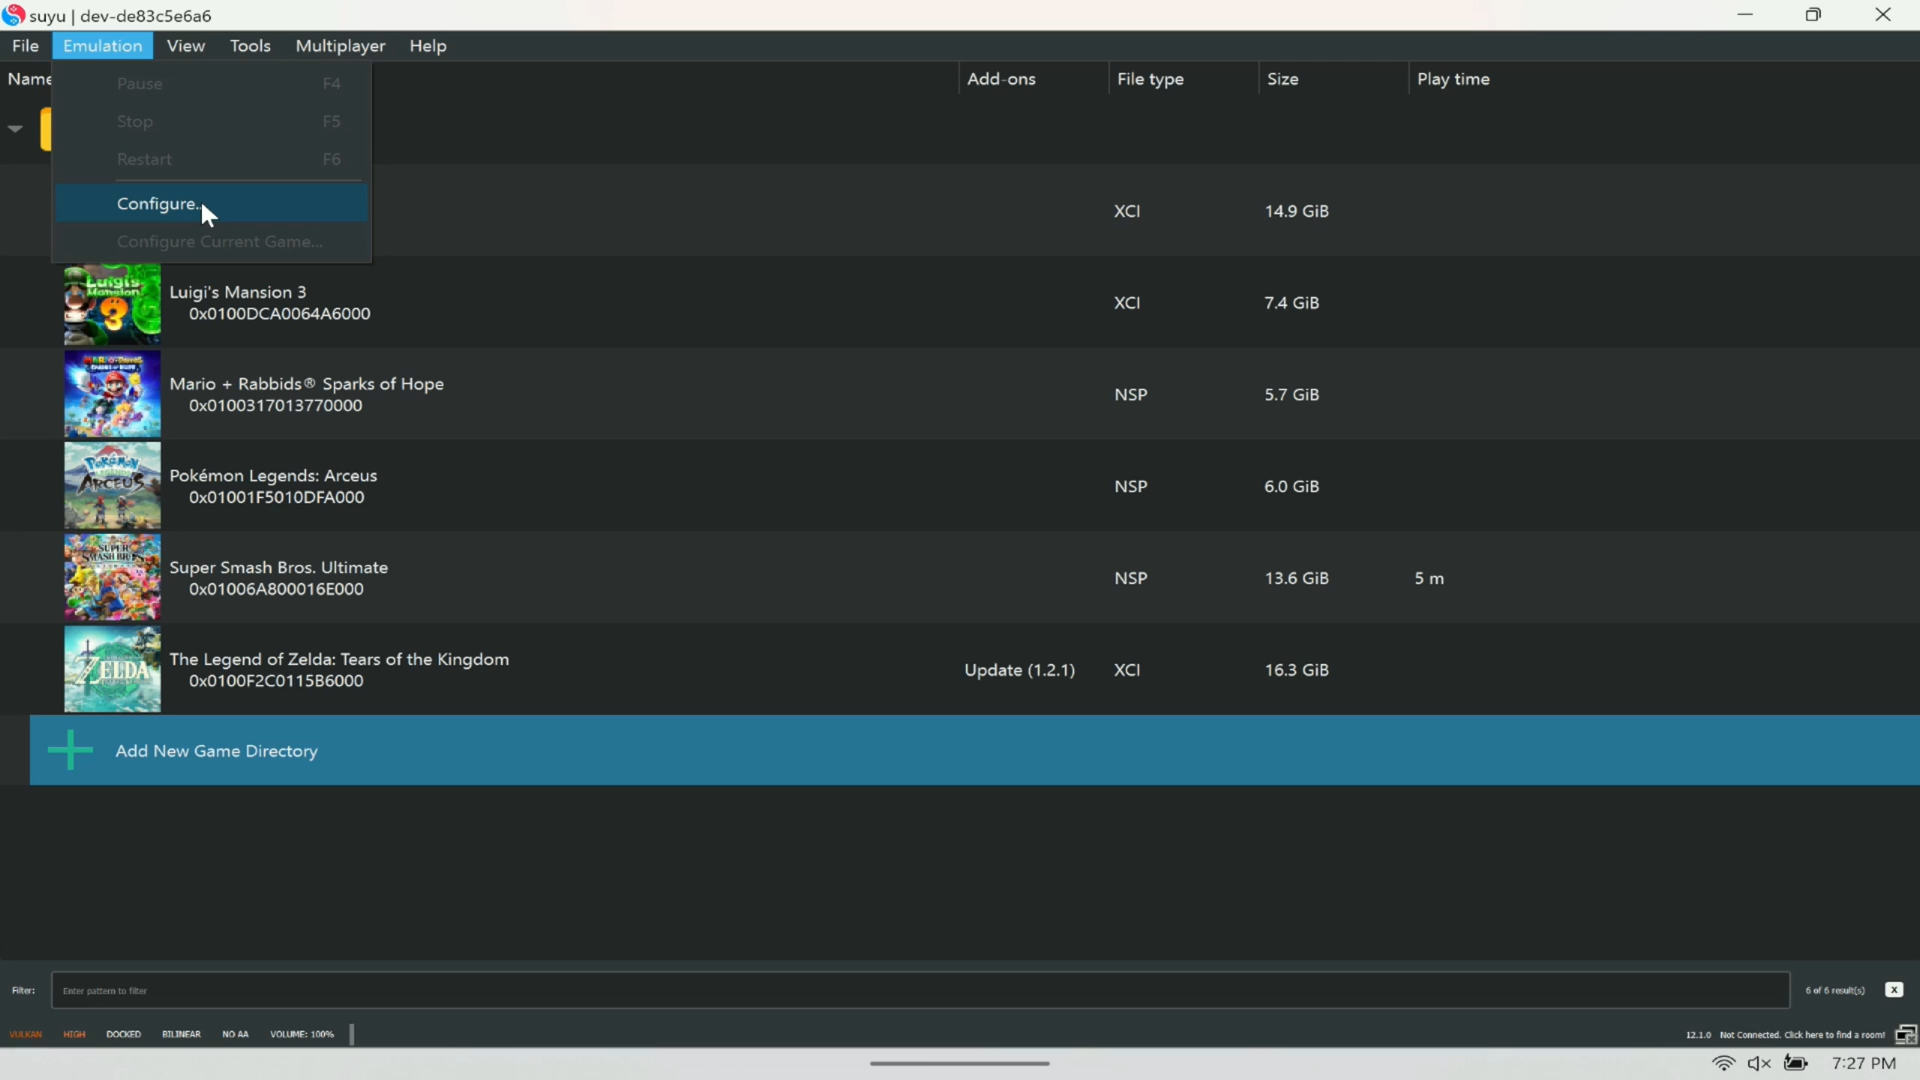 suyu | dev-de83c5e6a6
File Emulation View Tools Multiplayer Help
Name Add-ons File type Size Play time
Pause F4
Stop F5
Restart F6
Configure...
Configure Current Game...
XCI 14.9 GiB
Luigi's Mansion 3
0x0100DCA0064A6000
XCI 7.4 GiB
Mario + Rabbids® Sparks of Hope
0x0100317013770000
NSP 5.7 GiB
Pokémon Legends: Arceus
0x01001F5010DFA000
NSP 6.0 GiB
Super Smash Bros. Ultimate
0x01006A800016E000
NSP 13.6 GiB 5 m
The Legend of Zelda: Tears of the Kingdom
0x0100F2C0115B6000
Update (1.2.1) XCI 16.3 GiB
Add New Game Directory
Filter: Enter pattern to filter 6 of 6 result(s) X
VULKAN HIGH DOCKED BILINEAR NO AA VOLUME: 100% 12.1.0 Not Connected. Click here to find a room!
7:27 PM